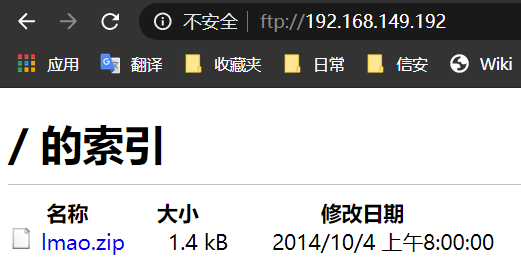 不安全 ftp://192.168.149.192
应用 翻译 收藏夹 日常 信安 Wiki
/ 的索引
名称 大小 修改日期
lmao.zip 1.4 kB 2014/10/4 上午8:00:00